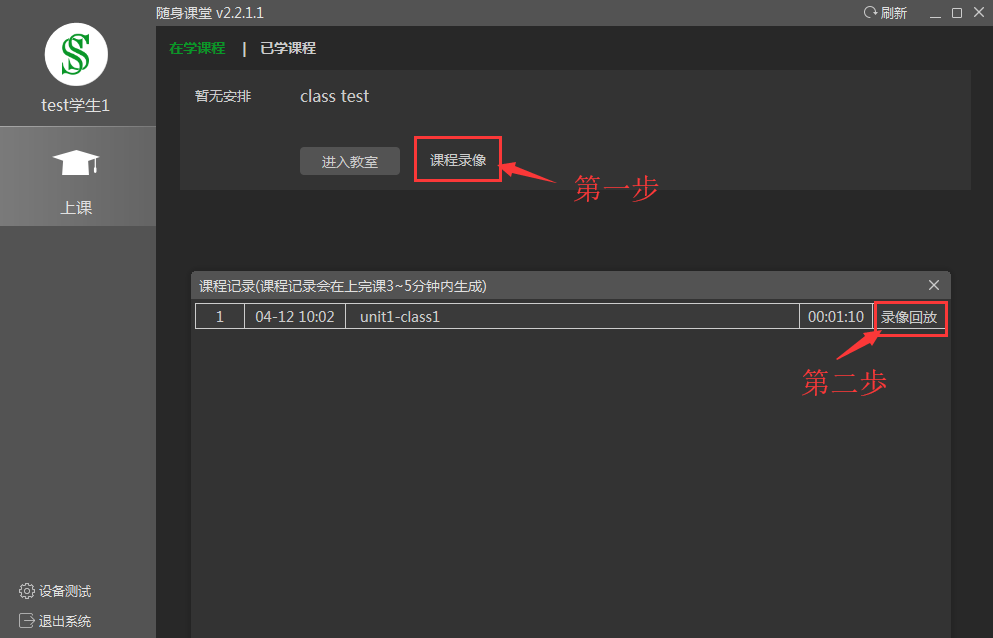 随身课堂 v2.2.1.1
刷新
SS
test学生1
上课
设备测试
退出系统
在学课程 | 已学课程
暂无安排 class test
进入教室 课程录像
第一步
课程记录(课程记录会在上完课3~5分钟内生成)
1 04-12 10:02 unit1-class1 00:01:10 录像回放
第二步